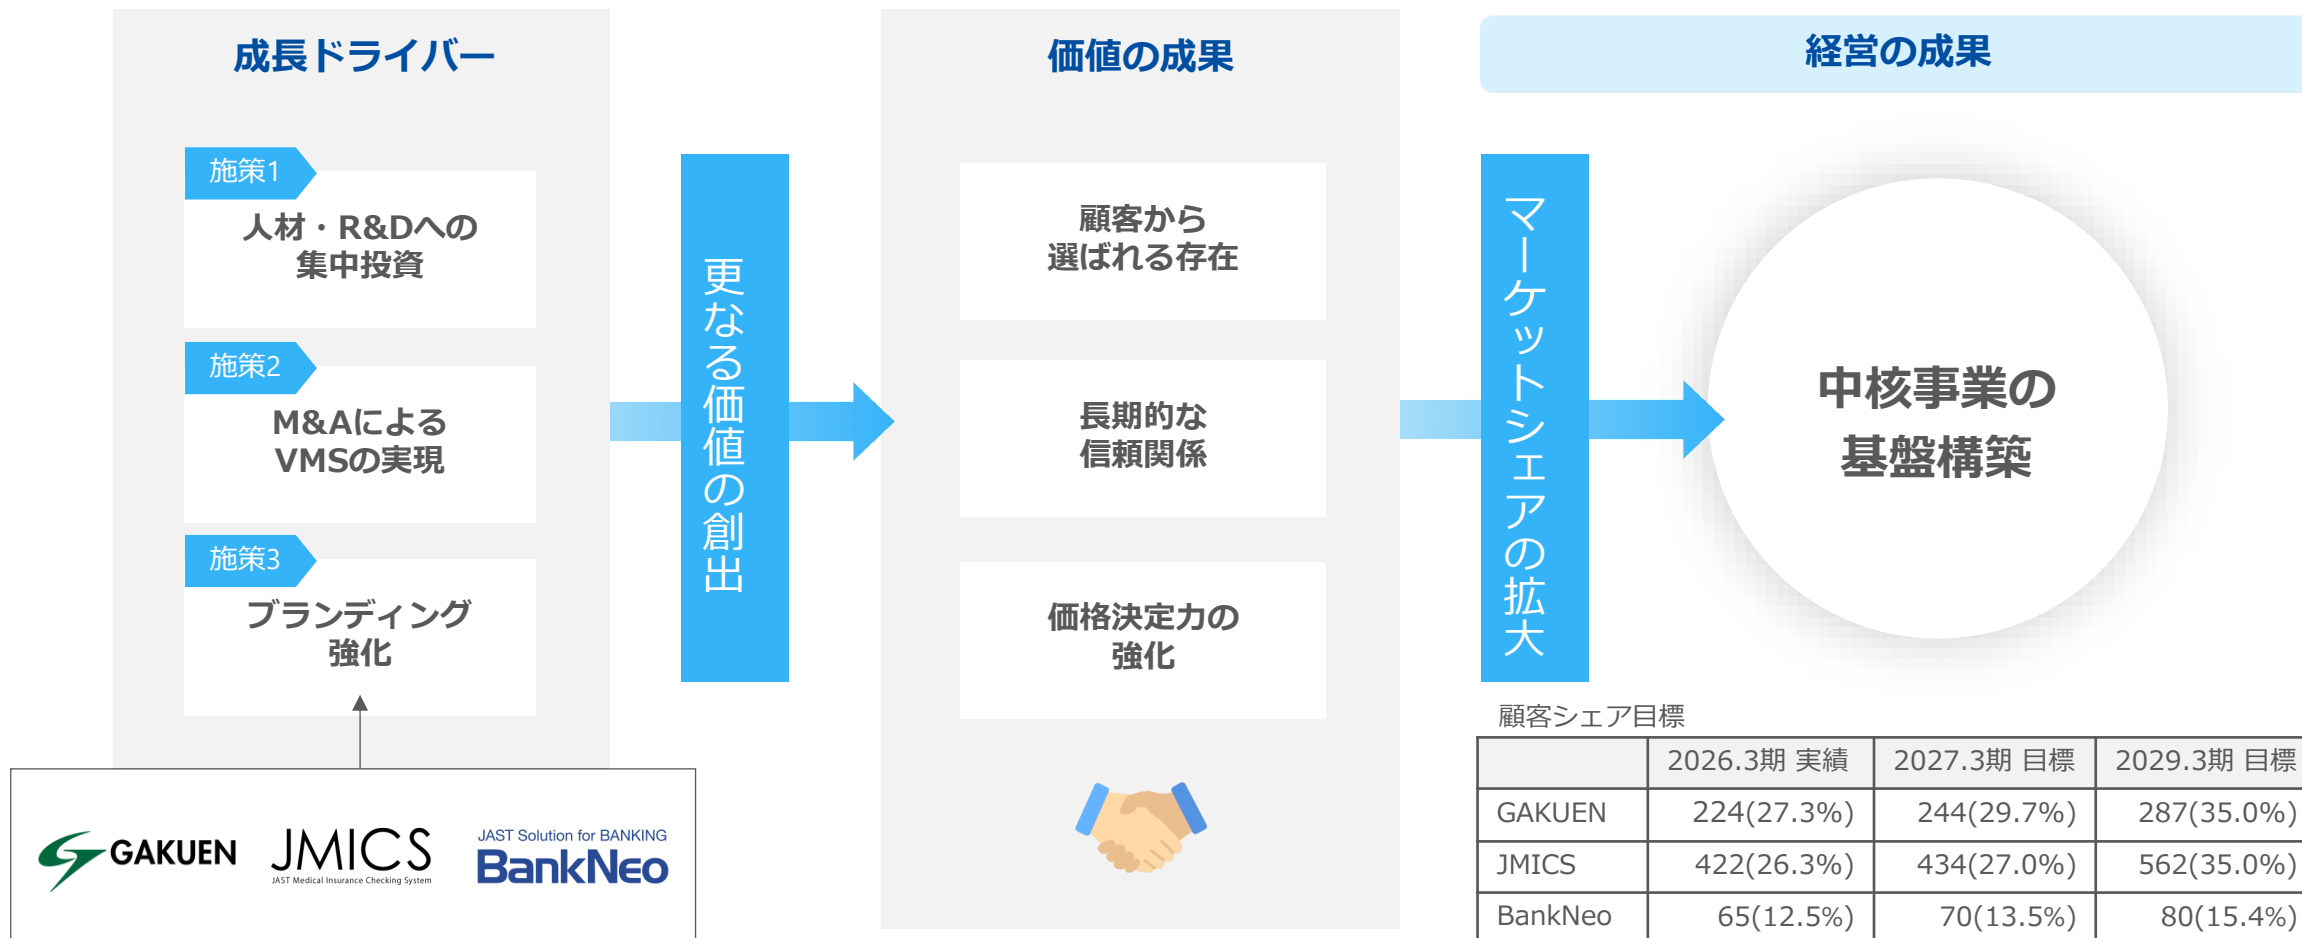 成長ドライバー
施策1
人材・R&Dへの
集中投資
施策2
M&Aによる
VMSの実現
施策3
ブランディング
強化
GAKUEN
JMICS
JAST Medical Insurance Checking System
JAST Solution for BANKING
BankNeo
更なる価値の創出
価値の成果
顧客から
選ばれる存在
長期的な
信頼関係
価格決定力の
強化
マーケットシェアの拡大
経営の成果
中核事業の
基盤構築
顧客シェア目標
2026.3期 実績 2027.3期 目標 2029.3期 目標
GAKUEN 224(27.3%) 244(29.7%) 287(35.0%)
JMICS 422(26.3%) 434(27.0%) 562(35.0%)
BankNeo 65(12.5%) 70(13.5%) 80(15.4%)